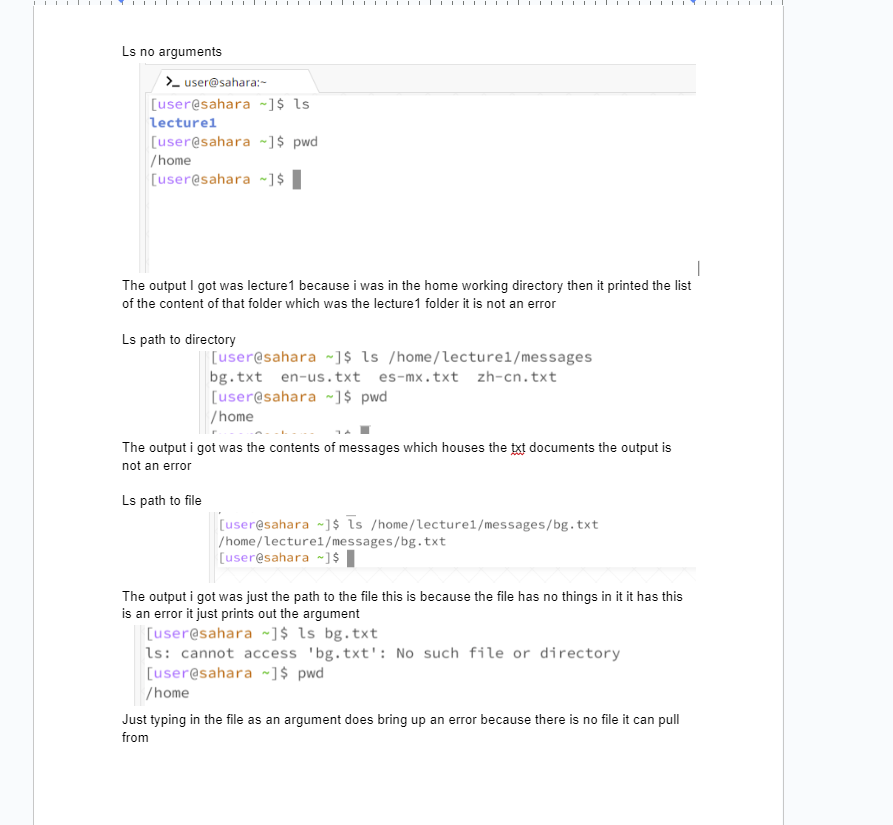 Ls no arguments
>_ user@sahara:~
[user@sahara ~]$ ls
lecture1
[user@sahara ~]$ pwd
/home
[user@sahara ~]$
The output I got was lecture1 because i was in the home working directory then it printed the list
of the content of that folder which was the lecture1 folder it is not an error
Ls path to directory
[user@sahara ~]$ ls /home/lecture1/messages
bg.txt en-us.txt es-mx.txt zh-cn.txt
[user@sahara ~]$ pwd
/home
The output i got was the contents of messages which houses the txt documents the output is
not an error
Ls path to file
[user@sahara ~]$ ls /home/lecture1/messages/bg.txt
/home/lecture1/messages/bg.txt
[user@sahara ~]$
The output i got was just the path to the file this is because the file has no things in it it has this
is an error it just prints out the argument
[user@sahara ~]$ ls bg.txt
ls: cannot access 'bg.txt': No such file or directory
[user@sahara ~]$ pwd
/home
Just typing in the file as an argument does bring up an error because there is no file it can pull
from